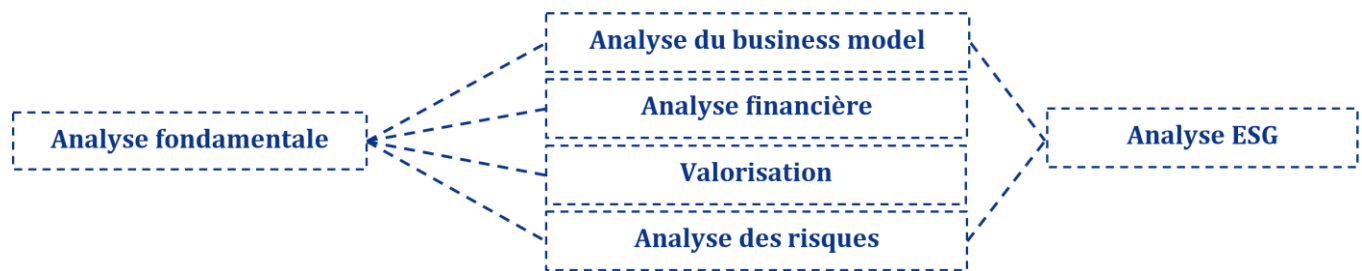 Analyse fondamentale
Analyse du business model
Analyse financière
Valorisation
Analyse des risques
Analyse ESG